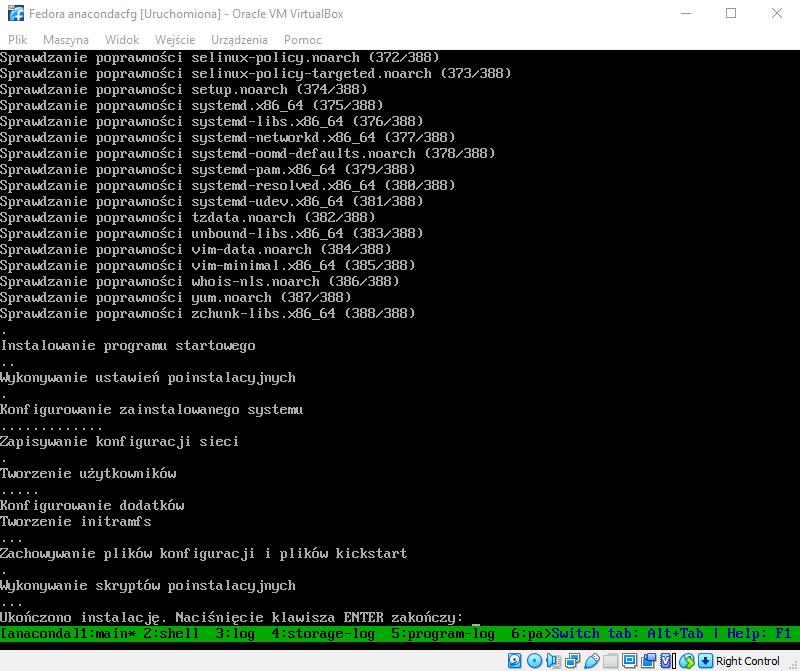 Fedora anacondacfg [Uruchomiona] - Oracle VM VirtualBox
Plik Maszyna Widok Wejście Urządzenia Pomoc
Sprawdzanie poprawności selinux-policy.noarch (372/388)
Sprawdzanie poprawności selinux-policy-targeted.noarch (373/388)
Sprawdzanie poprawności setup.noarch (374/388)
Sprawdzanie poprawności systemd.x86_64 (375/388)
Sprawdzanie poprawności systemd-libs.x86_64 (376/388)
Sprawdzanie poprawności systemd-networkd.x86_64 (377/388)
Sprawdzanie poprawności systemd-oomd-defaults.noarch (378/388)
Sprawdzanie poprawności systemd-pam.x86_64 (379/388)
Sprawdzanie poprawności systemd-resolved.x86_64 (380/388)
Sprawdzanie poprawności systemd-udev.x86_64 (381/388)
Sprawdzanie poprawności tzdata.noarch (382/388)
Sprawdzanie poprawności unbound-libs.x86_64 (383/388)
Sprawdzanie poprawności vim-data.noarch (384/388)
Sprawdzanie poprawności vim-minimal.x86_64 (385/388)
Sprawdzanie poprawności whois-nls.noarch (386/388)
Sprawdzanie poprawności yum.noarch (387/388)
Sprawdzanie poprawności zchunk-libs.x86_64 (388/388)
.
Instalowanie programu startowego
..
Wykonywanie ustawień poinstalacyjnych
.
Konfigurowanie zainstalowanego systemu
.............
Zapisywanie konfiguracji sieci
.
Tworzenie użytkowników
.....
Konfigurowanie dodatków
Tworzenie initramfs
...
Zachowywanie plików konfiguracji i plików kickstart
.
Wykonywanie skryptów poinstalacyjnych
...
Ukończono instalację. Naciśnięcie klawisza ENTER zakończy: _
[anaconda]1:main* 2:shell  3:log  4:storage-log  5:program-log  6:pa>Switch tab: Alt+Tab | Help: F1
Right Control